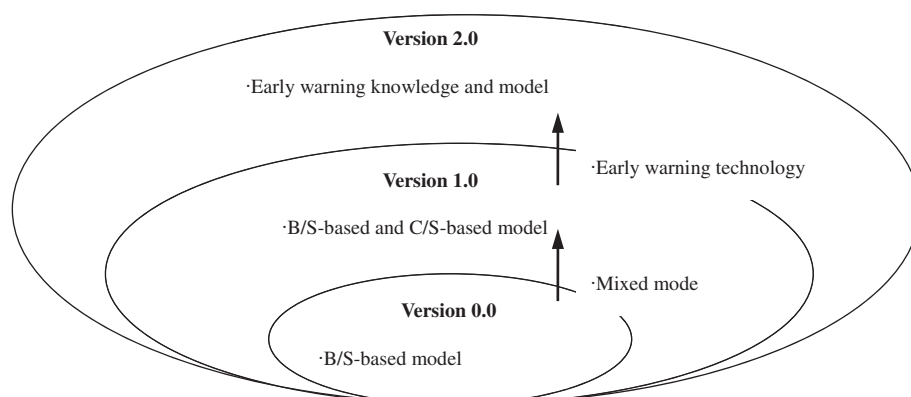 Version 2.0
·Early warning knowledge and model
·Early warning technology
Version 1.0
·B/S-based and C/S-based model
·Mixed mode
Version 0.0
·B/S-based model